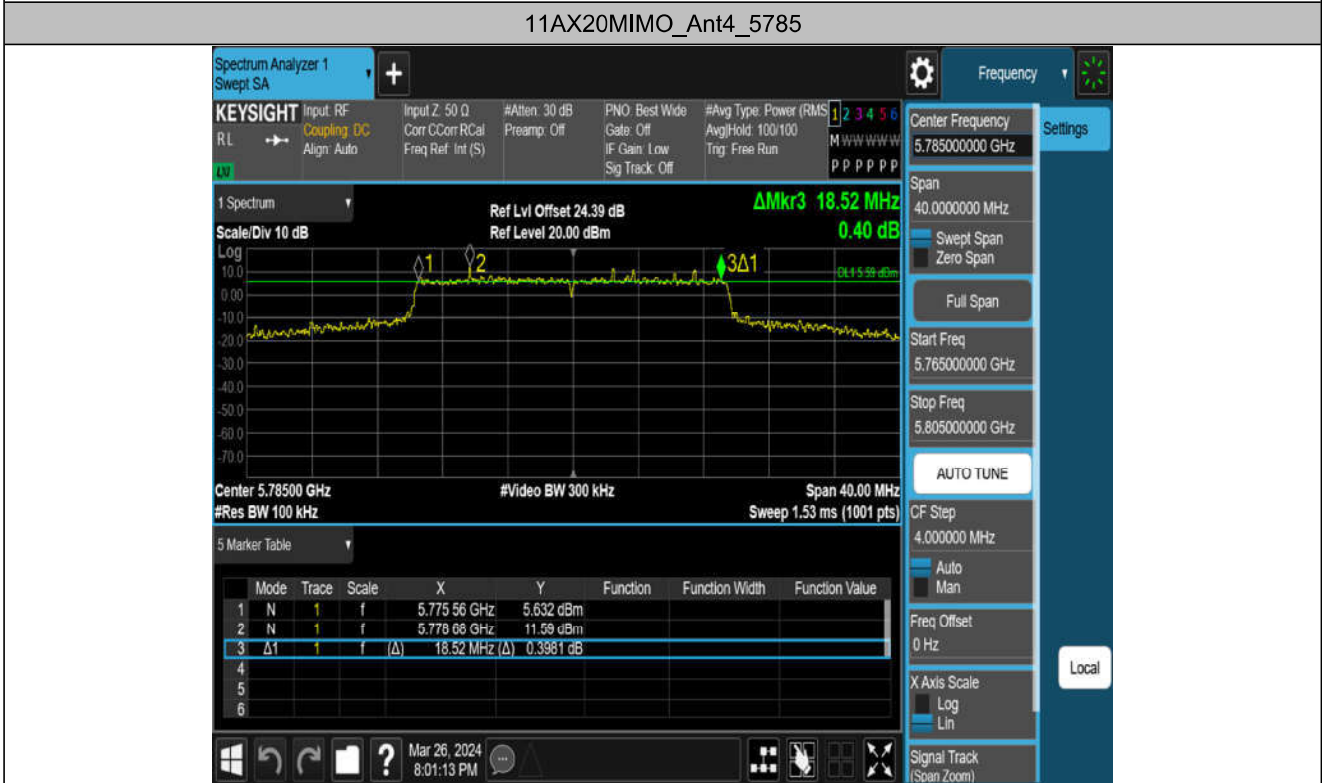 11AX20MIMO_Ant4_5785
Spectrum Analyzer 1
Swept SA
+
Frequency
KEYSIGHT
RL
LXI
Input: RF
Coupling: DC
Align: Auto
Input Z: 50 Ω
Corr CCorr RCal
Freq Ref: Int (S)
#Atten: 30 dB
Preamp: Off
PNO: Best Wide
Gate: Off
IF Gain: Low
Sig Track: Off
#Avg Type: Power (RMS
Avg|Hold: 100/100
Trig: Free Run
1 2 3 4 5 6
M W W W W W
P P P P P P
1 Spectrum
Scale/Div 10 dB
Ref Lvl Offset 24.39 dB
Ref Level 20.00 dBm
ΔMkr3 18.52 MHz
0.40 dB
Log
10.0
0.00
-10.0
-20.0
-30.0
-40.0
-50.0
-60.0
-70.0
1
2
3Δ1
DL1 5.59 dBm
Center 5.78500 GHz
#Res BW 100 kHz
#Video BW 300 kHz
Span 40.00 MHz
Sweep 1.53 ms (1001 pts)
5 Marker Table
Mode Trace Scale X Y Function Function Width Function Value
1 N 1 f 5.775 56 GHz 5.632 dBm
2 N 1 f 5.778 68 GHz 11.59 dBm
3 Δ1 1 f (Δ) 18.52 MHz (Δ) 0.3981 dB
4
5
6
?
Mar 26, 2024
8:01:13 PM
Center Frequency
5.785000000 GHz
Settings
Span
40.0000000 MHz
Swept Span
Zero Span
Full Span
Start Freq
5.765000000 GHz
Stop Freq
5.805000000 GHz
AUTO TUNE
CF Step
4.000000 MHz
Auto
Man
Freq Offset
0 Hz
X Axis Scale
Log
Lin
Local
Signal Track
(Span Zoom)